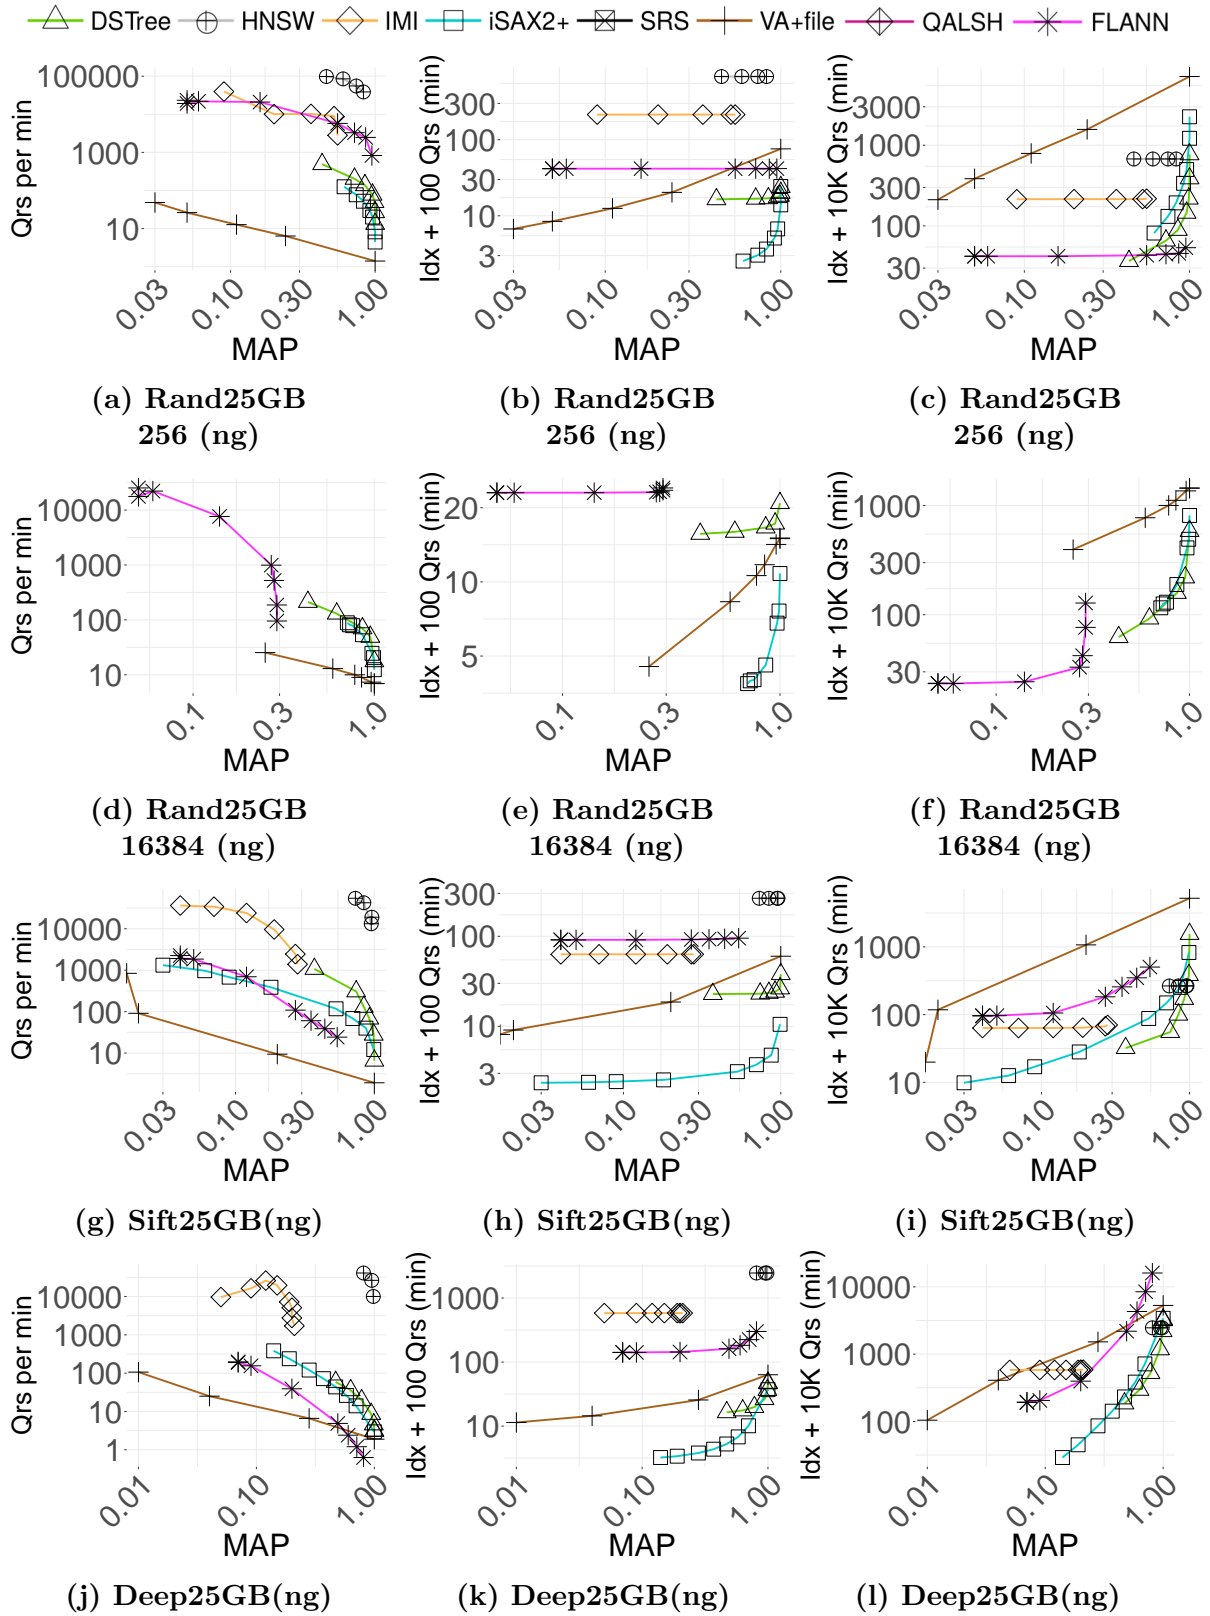 DSTree HNSW IMI iSAX2+ SRS VA+file QALSH FLANN
Qrs per min
100000
1000
10
0.03 0.10 0.30 1.00
MAP
(a) Rand25GB
256 (ng)
Idx + 100 Qrs (min)
300
100
30
10
3
0.03 0.10 0.30 1.00
MAP
(b) Rand25GB
256 (ng)
Idx + 10K Qrs (min)
3000
1000
300
100
30
0.03 0.10 0.30 1.00
MAP
(c) Rand25GB
256 (ng)
Qrs per min
10000
1000
100
10
0.1 0.3 1.0
MAP
(d) Rand25GB
16384 (ng)
Idx + 100 Qrs (min)
20
10
5
0.1 0.3 1.0
MAP
(e) Rand25GB
16384 (ng)
Idx + 10K Qrs (min)
1000
300
100
30
0.1 0.3 1.0
MAP
(f) Rand25GB
16384 (ng)
Qrs per min
10000
1000
100
10
0.03 0.10 0.30 1.00
MAP
(g) Sift25GB(ng)
Idx + 100 Qrs (min)
300
100
30
10
3
0.03 0.10 0.30 1.00
MAP
(h) Sift25GB(ng)
Idx + 10K Qrs (min)
1000
100
10
0.03 0.10 0.30 1.00
MAP
(i) Sift25GB(ng)
Qrs per min
10000
1000
100
10
1
0.01 0.10 1.00
MAP
(j) Deep25GB(ng)
Idx + 100 Qrs (min)
1000
100
10
0.01 0.10 1.00
MAP
(k) Deep25GB(ng)
Idx + 10K Qrs (min)
10000
1000
100
0.01 0.10 1.00
MAP
(l) Deep25GB(ng)